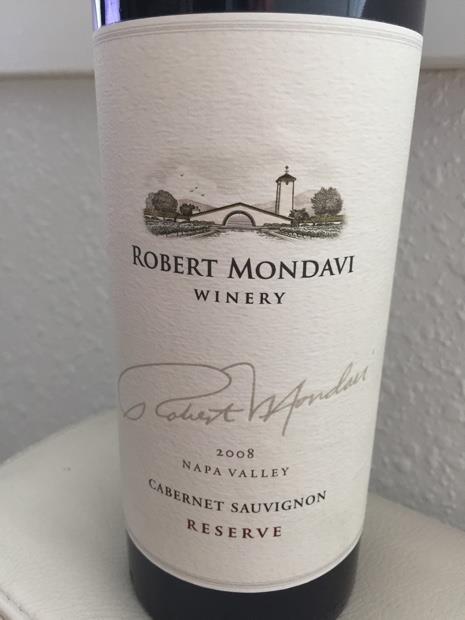 ROBERT MONDAVI
WINERY
Robert Mondavi
2008
NAPA VALLEY
CABERNET SAUVIGNON
RESERVE